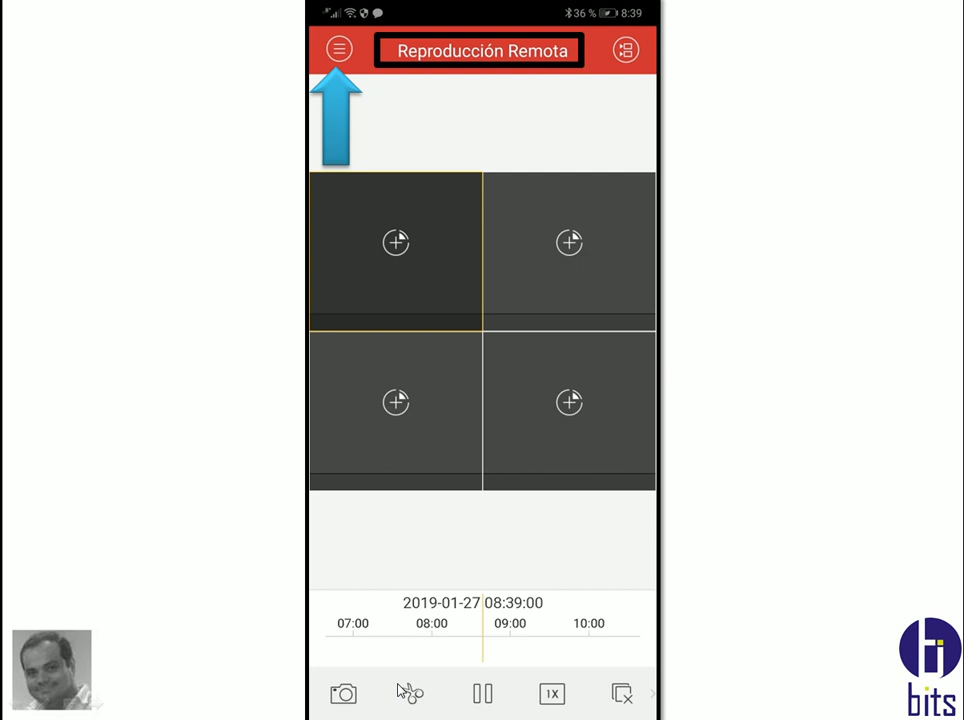 36 % 8:39
Reproducción Remota
2019-01-27 08:39:00
07:00 08:00 09:00 10:00
1X
bits